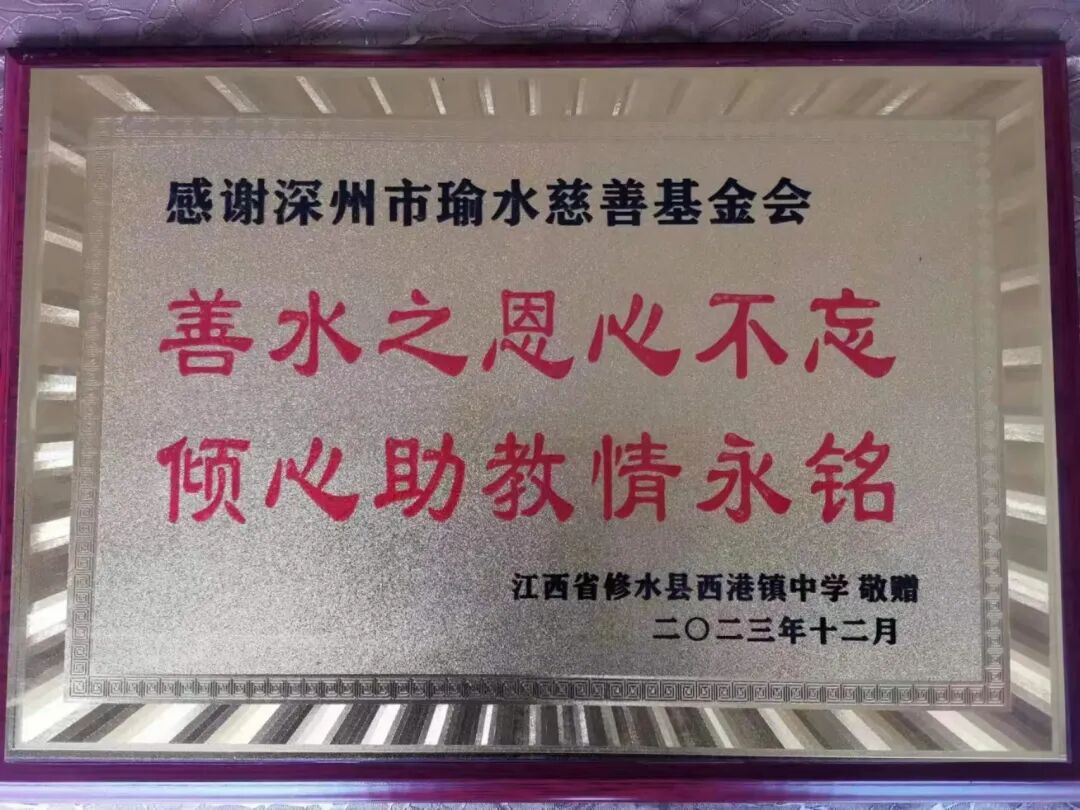 感谢深州市瑜水慈善基金会
善水之恩心不忘
倾心助教情永铭
江西省修水县西港镇中学 敬赠
二〇二三年十二月